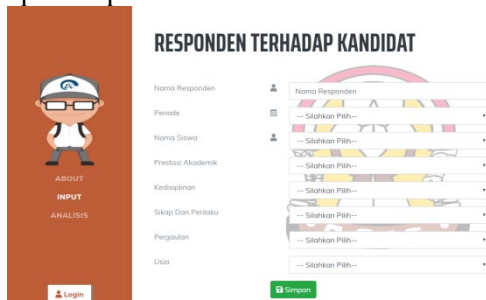 RESPONDEN TERHADAP KANDIDAT
Nama Responden
Nama Responden
Periode
-- Silahkan Pilih--
Nama Siswa
-- Silahkan Pilih--
Prestasi Akademik
-- Silahkan Pilih--
Kedisiplinan
-- Silahkan Pilih--
Sikap Dan Perilaku
-- Silahkan Pilih--
Pergaulan
-- Silahkan Pilih--
Usia
-- Silahkan Pilih--
Simpan
ABOUT
INPUT
ANALISIS
Login